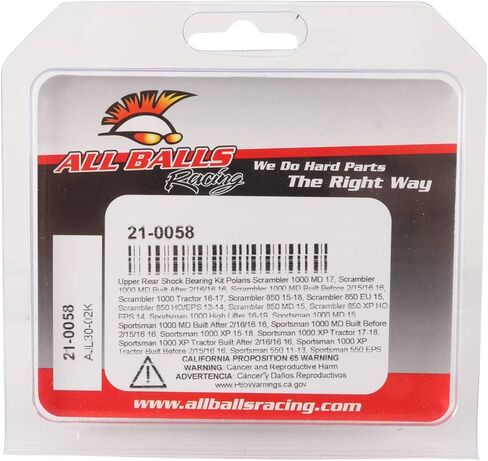 ALL BALLS
Racing
We Do Hard Parts
The Right Way
21-0058
Upper Rear Shock Bearing Kit Polaris Scrambler 1000 MD 17, Scrambler
1000 MD Built After 2/16/16 16, Scrambler 1000 MD Built Before 2/15/16 16,
Scrambler 1000 Tractor 16-17, Scrambler 850 15-18, Scrambler 850 EU 15,
Scrambler 850 HO/EPS 13-14, Scrambler 850 MD 15, Scrambler 850 XP HO
EPS 14, Sportsman 1000 High Lifter 16-19, Sportsman 1000 MD 15,
Sportsman 1000 MD Built After 2/16/16 16, Sportsman 1000 MD Built Before
2/15/16 16, Sportsman 1000 XP 15-18, Sportsman 1000 XP Tractor 17-18,
Sportsman 1000 XP Tractor Built After 2/16/16 16, Sportsman 1000 XP
Tractor Built Before 2/15/16 16, Sportsman 550 11-13, Sportsman 550 EPS
CALIFORNIA PROPOSITION 65 WARNING
WARNING: Cancer and Reproductive Harm
ADVERTENCIA: Cáncer y Daños Reproductivos
www.P65Warnings.ca.gov
21-0058
AJL30-02K
www.allballsracing.com